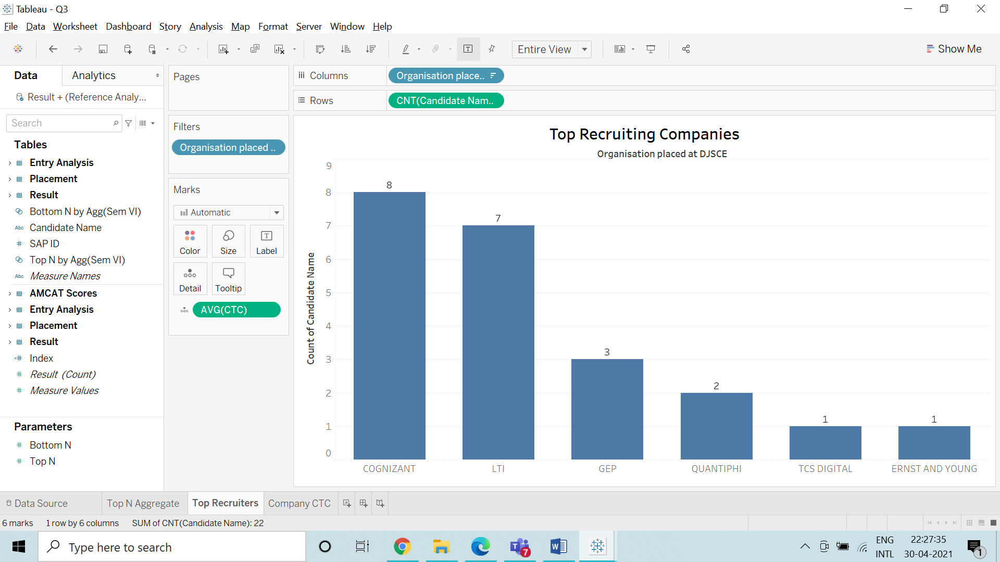 Tableau - Q3
File Data Worksheet Dashboard Story Analysis Map Format Server Window Help
Entire View
Show Me
Data
Analytics
Result + (Reference Analy...
Search
Tables
Entry Analysis
Placement
Result
Bottom N by Agg(Sem VI)
Abc Candidate Name
SAP ID
Top N by Agg(Sem VI)
Abc Measure Names
AMCAT Scores
Entry Analysis
Placement
Result
Index
Result (Count)
Measure Values
Parameters
Bottom N
Top N
Pages
Filters
Organisation placed ..
Marks
Automatic
Color
Size
Label
Detail
Tooltip
AVG(CTC)
Columns
Organisation place..
Rows
CNT(Candidate Nam..
Top Recruiting Companies
Organisation placed at DJSCE
Count of Candidate Name
9
8
7
6
5
4
3
2
1
0
8
7
3
2
1
1
COGNIZANT
LTI
GEP
QUANTIPHI
TCS DIGITAL
ERNST AND YOUNG
Data Source
Top N Aggregate
Top Recruiters
Company CTC
6 marks
1 row by 6 columns
SUM of CNT(Candidate Name): 22
Type here to search
7
ENG
INTL
22:27:35
30-04-2021
1